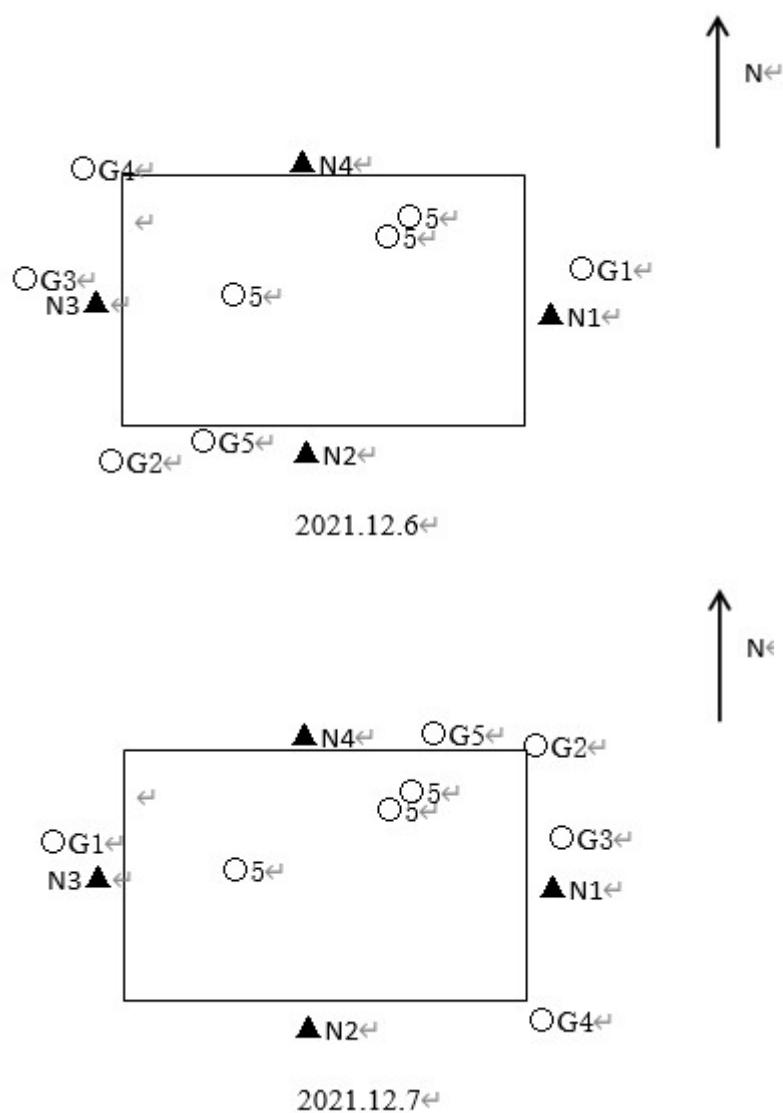 N↵
G4↵
▲N4↵
↵
5↵
5↵
G3↵
G1↵
N3▲↵
5↵
▲N1↵
G5↵
G2↵
▲N2↵
2021.12.6↵
N↵
▲N4↵
G5↵
G2↵
↵
5↵
5↵
G1↵
G3↵
N3▲↵
5↵
▲N1↵
G4↵
▲N2↵
2021.12.7↵